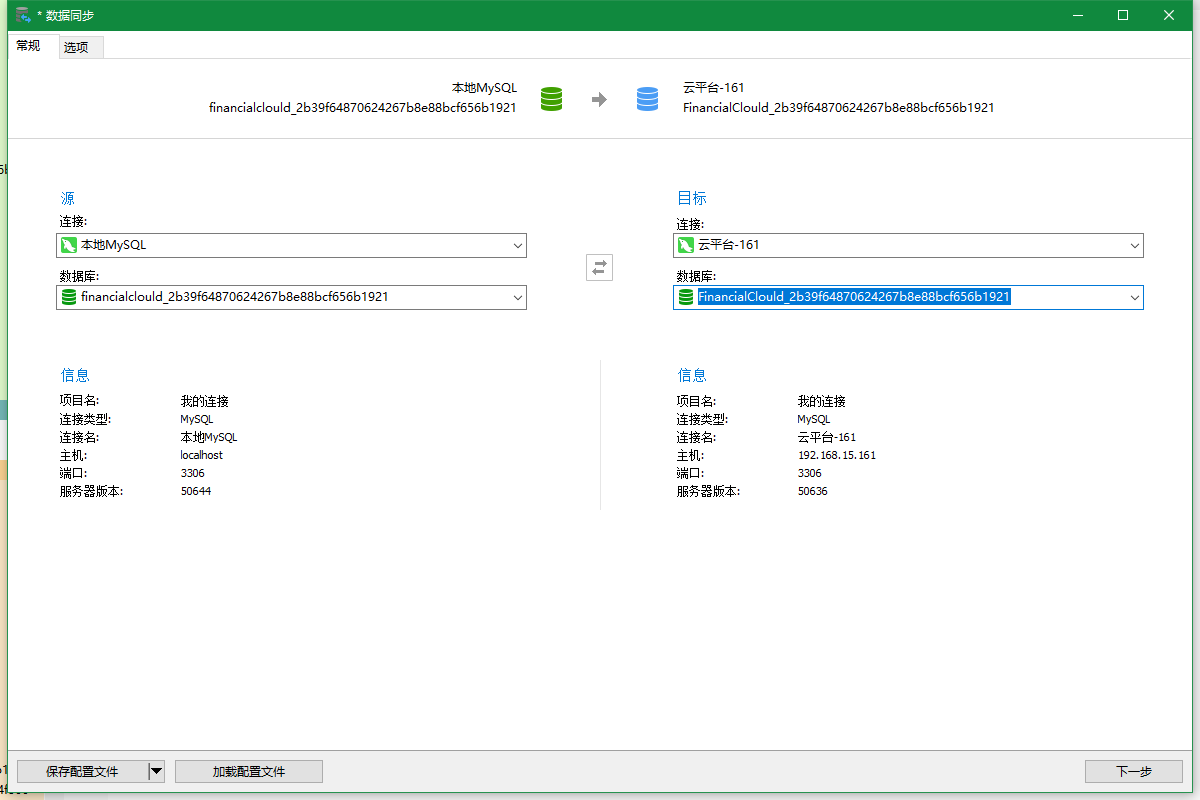 * 数据同步
常规 选项
本地MySQL
financialclould_2b39f64870624267b8e88bcf656b1921
云平台-161
FinancialClould_2b39f64870624267b8e88bcf656b1921
源
连接:
本地MySQL
数据库:
financialclould_2b39f64870624267b8e88bcf656b1921
目标
连接:
云平台-161
数据库:
FinancialClould_2b39f64870624267b8e88bcf656b1921
信息
项目名: 我的连接
连接类型: MySQL
连接名: 本地MySQL
主机: localhost
端口: 3306
服务器版本: 50644
信息
项目名: 我的连接
连接类型: MySQL
连接名: 云平台-161
主机: 192.168.15.161
端口: 3306
服务器版本: 50636
保存配置文件 加载配置文件 下一步